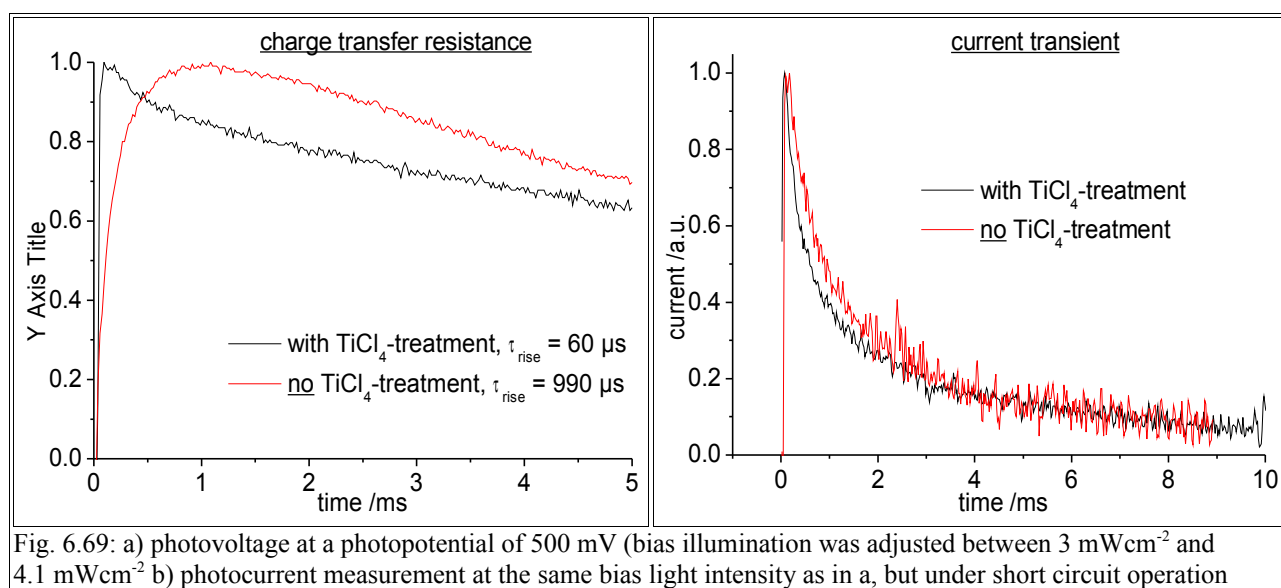 charge transfer resistance
1.0
0.8
0.6
0.4
0.2
0.0
Y Axis Title
with TiCl4-treatment, τrise = 60 µs
no TiCl4-treatment, τrise = 990 µs
0 1 2 3 4 5
time /ms
current transient
1.0
0.8
0.6
0.4
0.2
0.0
current /a.u.
with TiCl4-treatment
no TiCl4-treatment
0 2 4 6 8 10
time /ms
Fig. 6.69: a) photovoltage at a photopotential of 500 mV (bias illumination was adjusted between 3 mWcm-2 and
4.1 mWcm-2 b) photocurrent measurement at the same bias light intensity as in a, but under short circuit operation